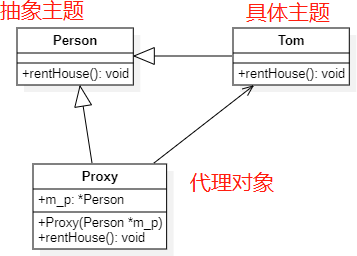 抽象主题
具体主题
Person
+rentHouse(): void
Tom
+rentHouse(): void
Proxy
+m_p: *Person
+Proxy(Person *m_p)
+rentHouse(): void
代理对象